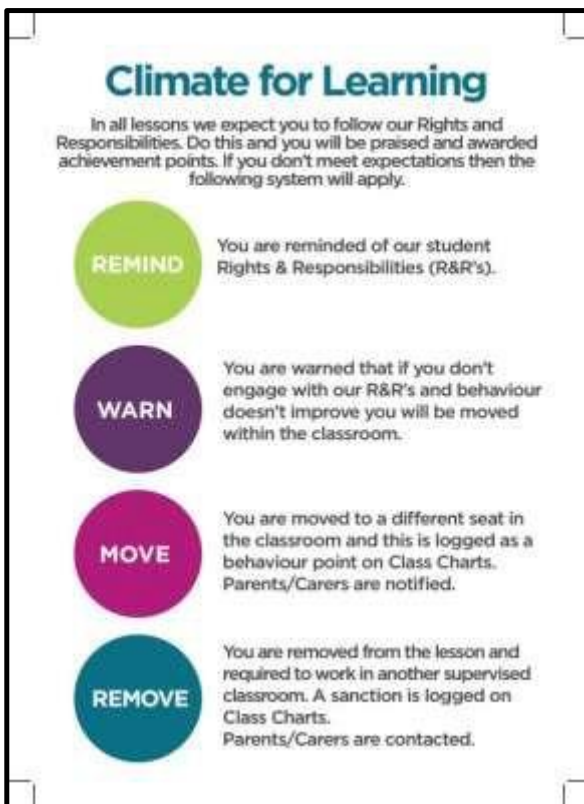 Climate for Learning
In all lessons we expect you to follow our Rights and
Responsibilities. Do this and you will be praised and awarded
achievement points. If you don't meet expectations then the
following system will apply.
REMIND
You are reminded of our student
Rights & Responsibilities (R&R's).
WARN
You are warned that if you don't
engage with our R&R's and behaviour
doesn't improve you will be moved
within the classroom.
MOVE
You are moved to a different seat in
the classroom and this is logged as a
behaviour point on Class Charts.
Parents/Carers are notified.
REMOVE
You are removed from the lesson and
required to work in another supervised
classroom. A sanction is logged on
Class Charts.
Parents/Carers are contacted.